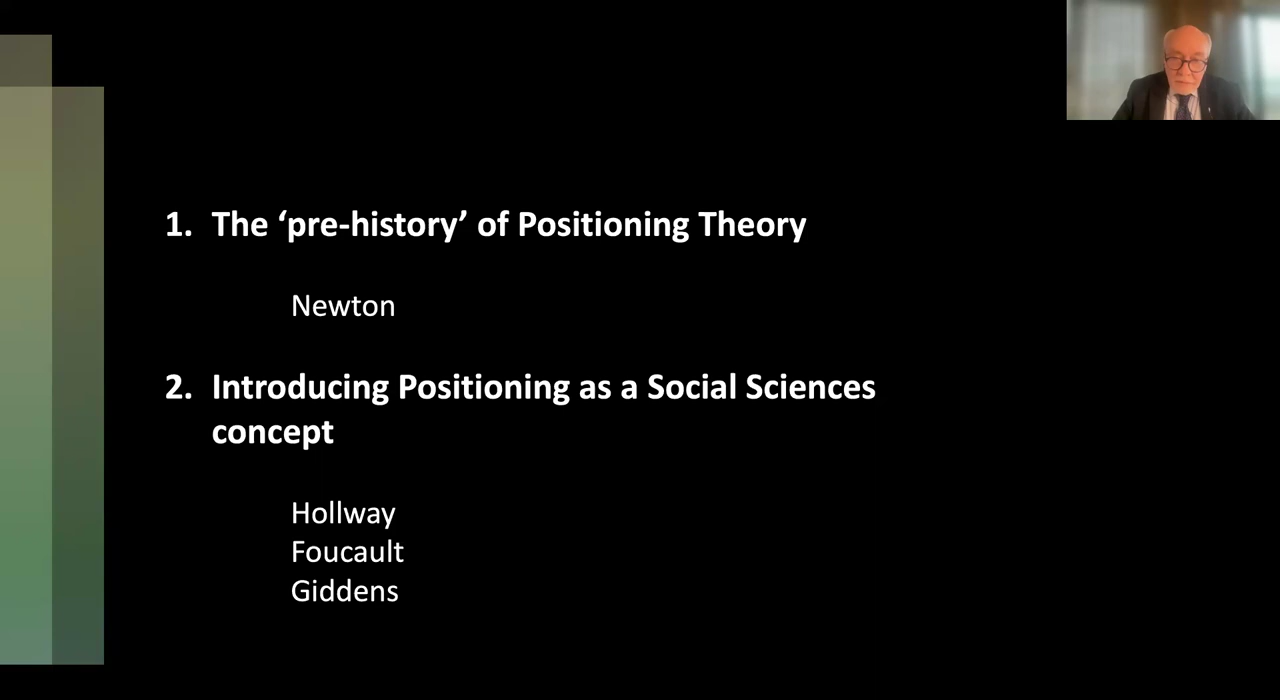 1. The ‘pre-history’ of Positioning Theory
Newton
2. Introducing Positioning as a Social Sciences
concept
Hollway
Foucault
Giddens